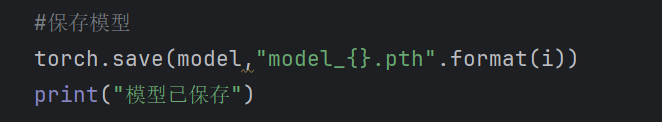 #保存模型
torch.save(model,"model_{}.pth".format(i))
print("模型已保存")